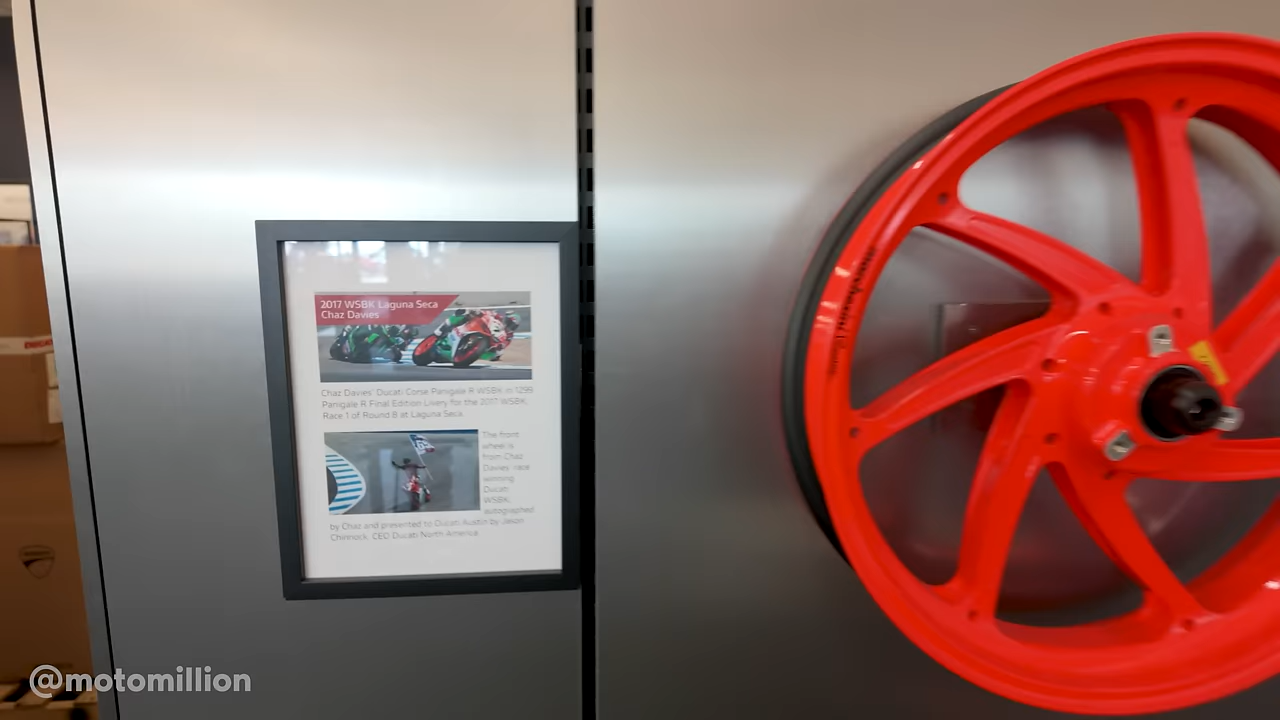 2017 WSBK Laguna Seca
Chaz Davies
Chaz Davies' Ducati Corse Panigale R WSBK in 1299
Panigale R Final Edition Livery for the 2017 WSBK,
Race 1 of Round 8 at Laguna Seca.
The front
wheel is
from Chaz
Davies' race
winning
Ducati
WSBK,
autographed
by Chaz and presented to Ducati Austin by Jason
Chinnock, CEO Ducati North America
marchesini
DUCATI
@motomillion